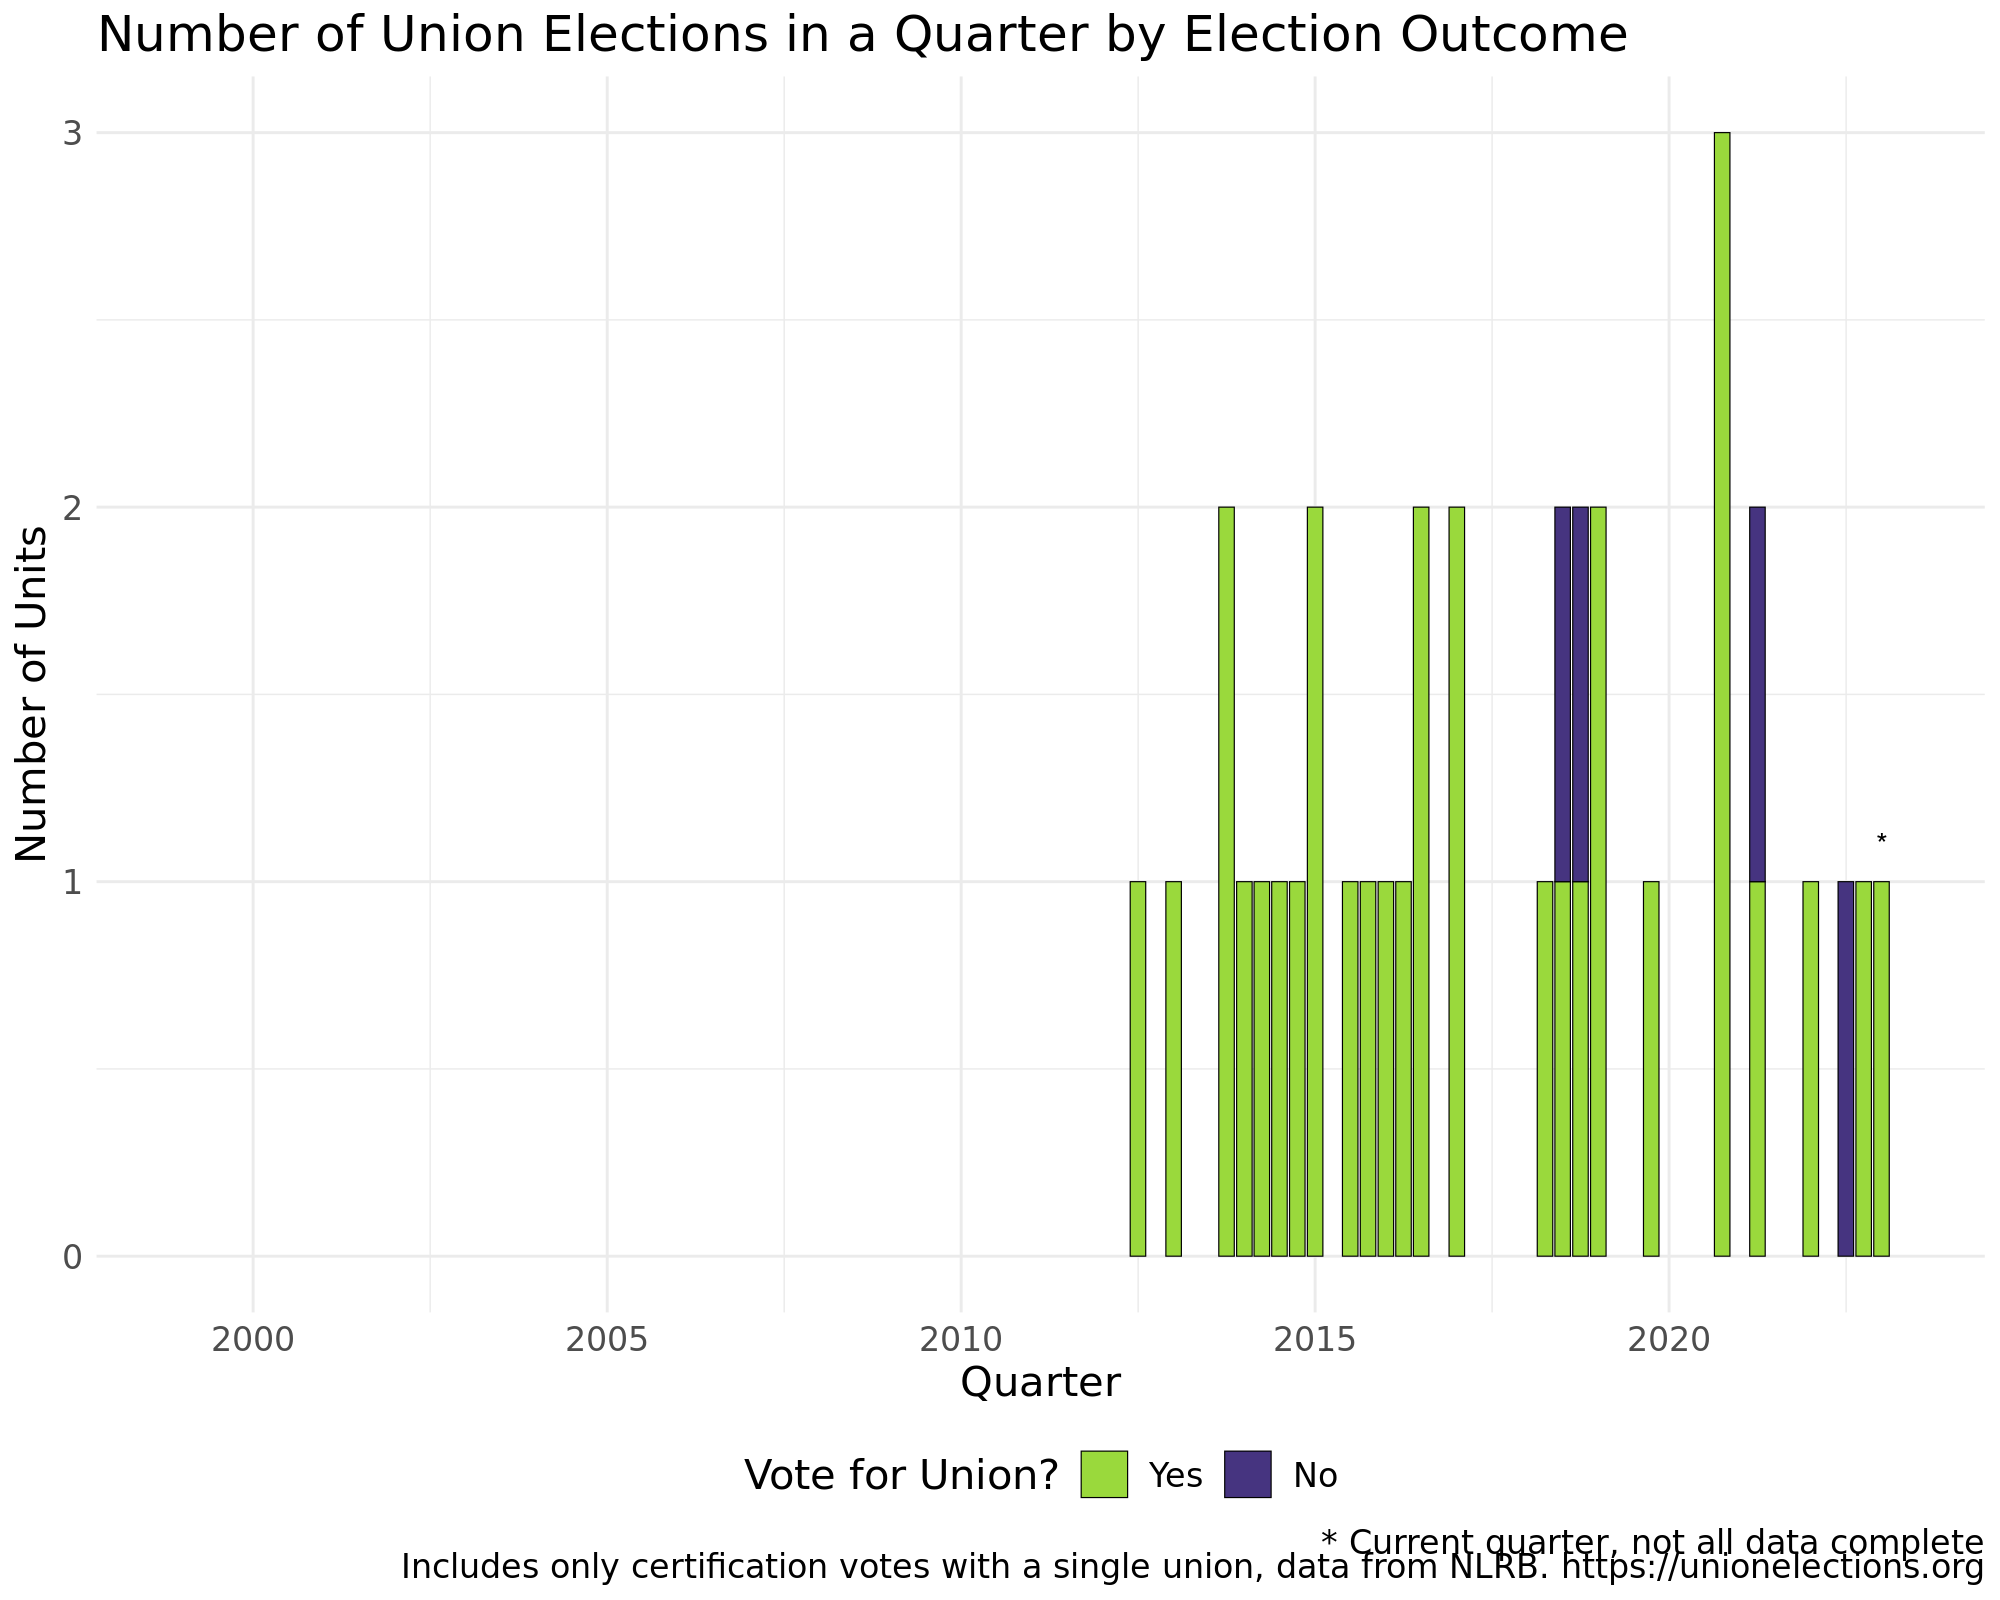 Number of Union Elections in a Quarter by Election Outcome
3
2
1
0
Number of Units
*
2000 2005 2010 2015 2020
Quarter
Vote for Union? Yes No
* Current quarter, not all data complete
Includes only certification votes with a single union, data from NLRB. https://unionelections.org